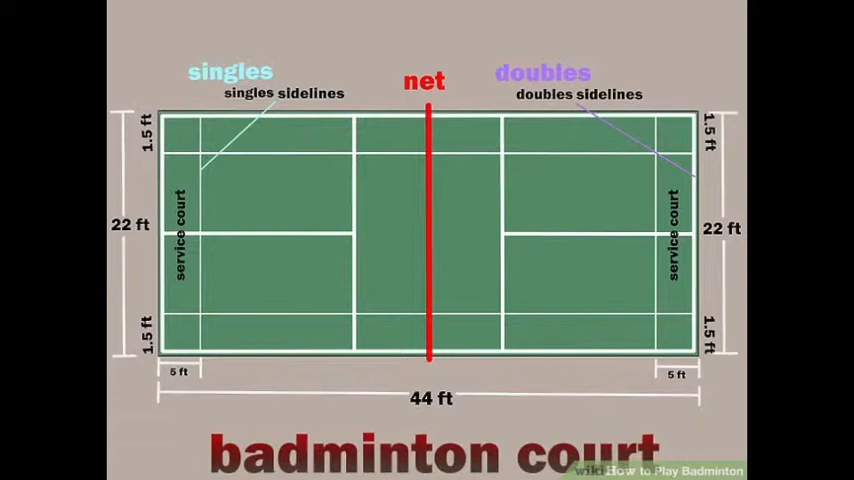 singles
singles sidelines
net
doubles
doubles sidelines
1.5 ft
1.5 ft
22 ft
22 ft
service court
service court
1.5 ft
1.5 ft
5 ft
5 ft
44 ft
badminton court
wikiHow to Play Badminton